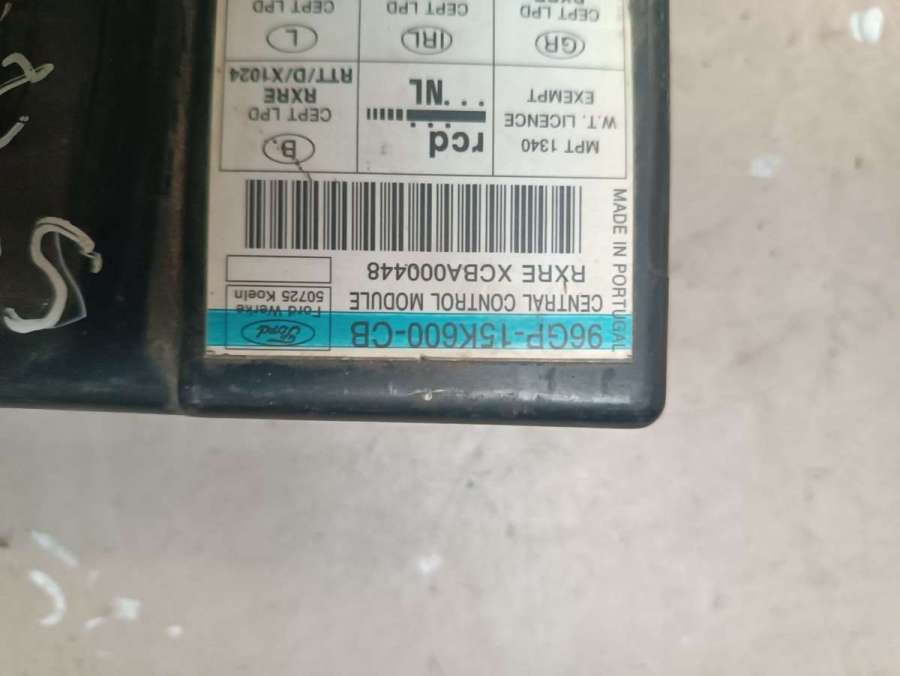 96GP-15K600-CB
Ford
CENTRAL CONTROL MODULE
Ford Werke
50725 Koeln
RXRE XCBA000448
MADE IN PORTUGAL
MPT 1340
W.T. LICENCE
EXEMPT
rcd
NL
B
CEPT LPD
RXRE
RTT/D/X1024
GR
CEPT LPD
IRL
CEPT LPD
L
CEPT LPD